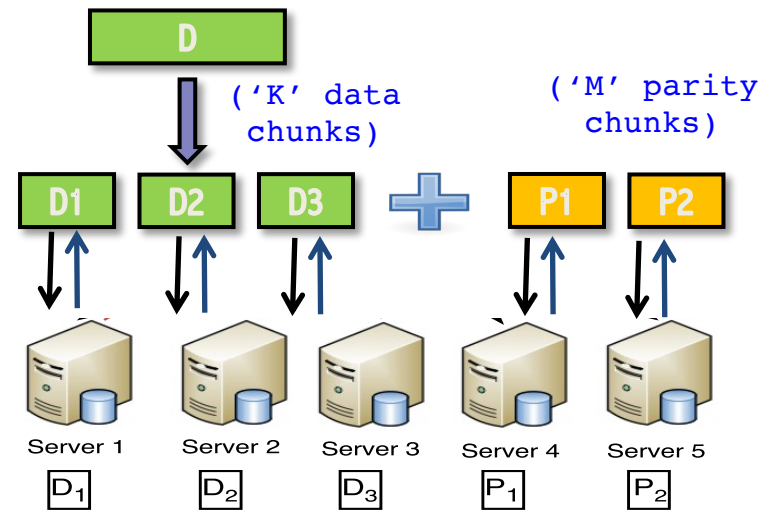 D
(‘K’ data
chunks)
(‘M’ parity
chunks)
D1 D2 D3 P1 P2
Server 1 Server 2 Server 3 Server 4 Server 5
D₁ D₂ D₃ P₁ P₂